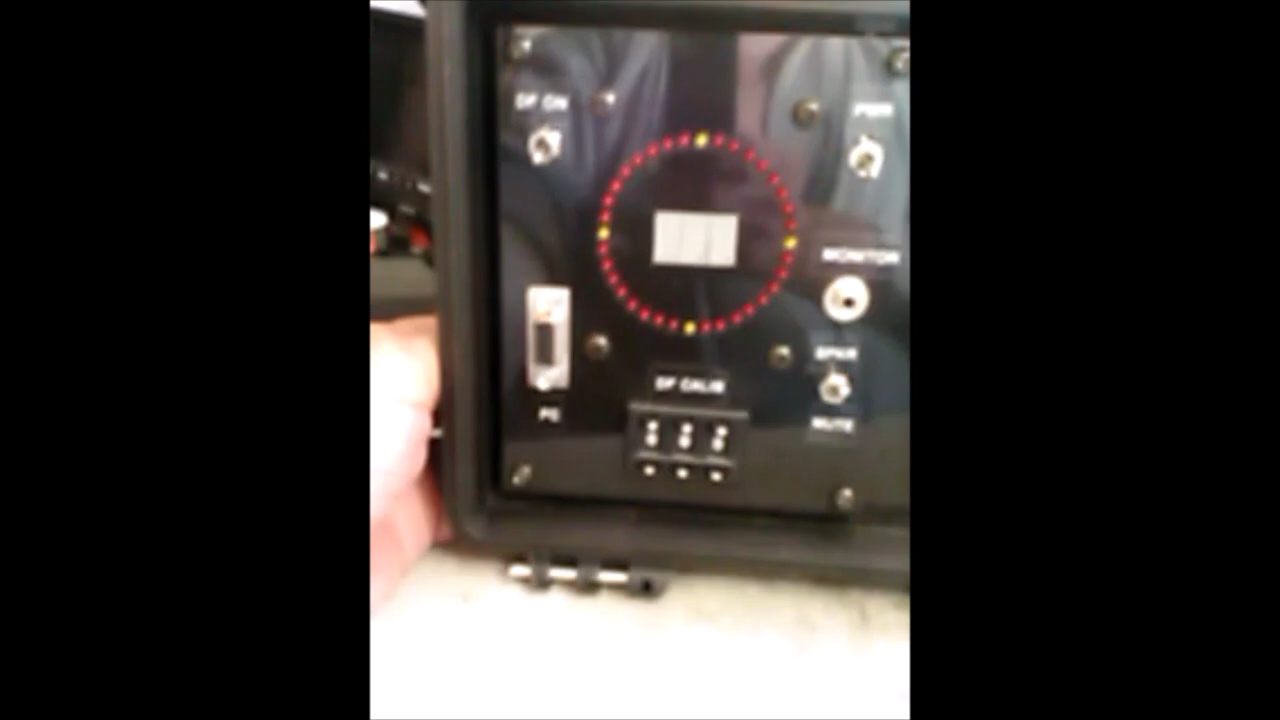 DF ON
PWR
MONITOR
SPKR
DF CALIB
PC
MUTE